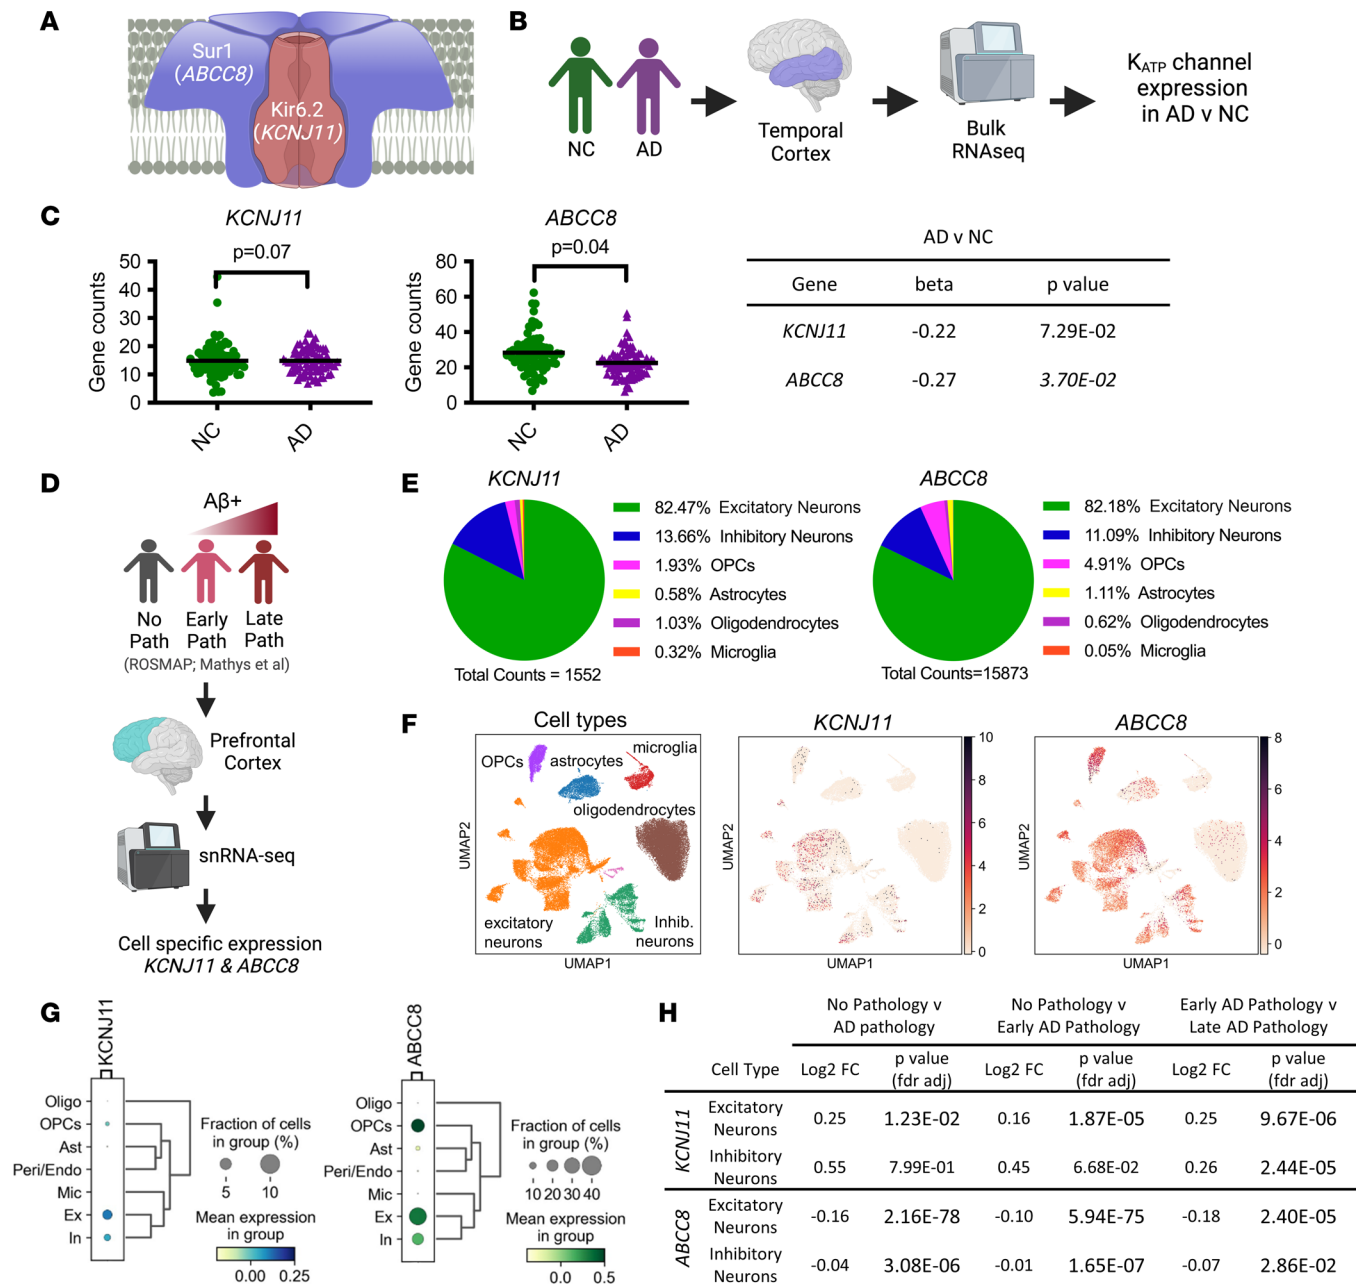 A
Sur1
(ABCC8)
Kir6.2
(KCNJ11)
B
NC
AD
Temporal
Cortex
Bulk
RNAseq
KATP channel
expression
in AD v NC
C
KCNJ11
p=0.07
Gene counts
50
40
30
20
10
0
NC
AD
ABCC8
p=0.04
Gene counts
80
60
40
20
0
NC
AD
AD v NC
Gene beta p value
KCNJ11 -0.22 7.29E-02
ABCC8 -0.27 3.70E-02
D
Aβ+
No
Path
Early
Path
Late
Path
(ROSMAP; Mathys et al)
Prefrontal
Cortex
snRNA-seq
Cell specific expression
KCNJ11 & ABCC8
E
KCNJ11
82.47% Excitatory Neurons
13.66% Inhibitory Neurons
1.93% OPCs
0.58% Astrocytes
1.03% Oligodendrocytes
0.32% Microglia
Total Counts = 1552
ABCC8
82.18% Excitatory Neurons
11.09% Inhibitory Neurons
4.91% OPCs
1.11% Astrocytes
0.62% Oligodendrocytes
0.05% Microglia
Total Counts=15873
F
Cell types
OPCs
astrocytes
microglia
oligodendrocytes
excitatory
neurons
Inhib.
neurons
UMAP2
UMAP1
KCNJ11
UMAP2
UMAP1
10
8
6
4
2
0
ABCC8
UMAP2
UMAP1
8
6
4
2
0
G
KCNJ11
Oligo
OPCs
Ast
Peri/Endo
Mic
Ex
In
Fraction of cells
in group (%)
5 10
Mean expression
in group
0.00 0.25
ABCC8
Oligo
OPCs
Ast
Peri/Endo
Mic
Ex
In
Fraction of cells
in group (%)
10 20 30 40
Mean expression
in group
0.0 0.5
H
No Pathology v
AD pathology
No Pathology v
Early AD Pathology
Early AD Pathology v
Late AD Pathology
Cell Type
Log2 FC
p value
(fdr adj)
Log2 FC
p value
(fdr adj)
Log2 FC
p value
(fdr adj)
KCNJ11
Excitatory
Neurons
0.25 1.23E-02 0.16 1.87E-05 0.25 9.67E-06
Inhibitory
Neurons
0.55 7.99E-01 0.45 6.68E-02 0.26 2.44E-05
ABCC8
Excitatory
Neurons
-0.16 2.16E-78 -0.10 5.94E-75 -0.18 2.40E-05
Inhibitory
Neurons
-0.04 3.08E-06 -0.01 1.65E-07 -0.07 2.86E-02